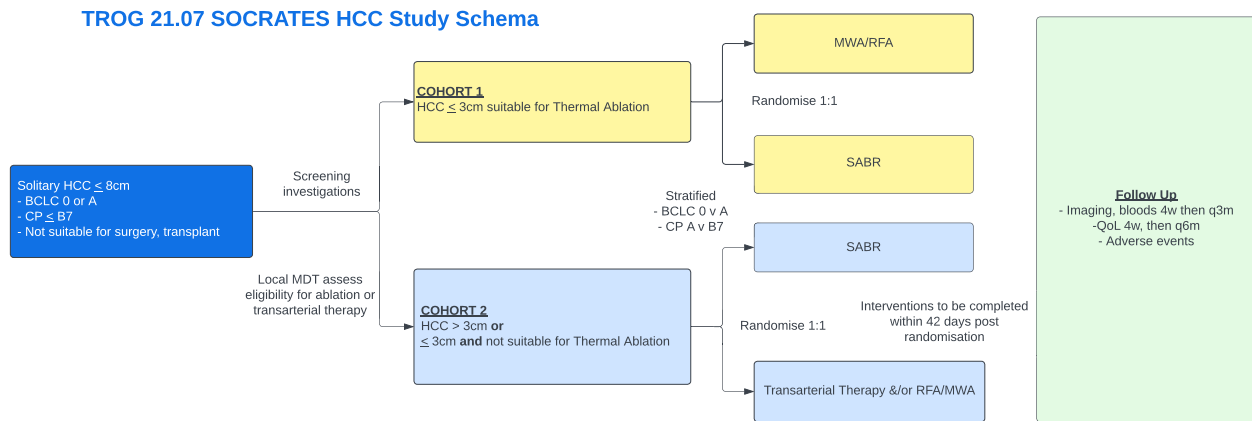 TROG 21.07 SOCRATES HCC Study Schema
Solitary HCC ≤ 8cm
- BCLC 0 or A
- CP ≤ B7
- Not suitable for surgery, transplant
Screening
investigations
Local MDT assess
eligibility for ablation or
transarterial therapy
COHORT 1
HCC ≤ 3cm suitable for Thermal Ablation
COHORT 2
HCC > 3cm or
≤ 3cm and not suitable for Thermal Ablation
MWA/RFA
Randomise 1:1
SABR
Stratified
- BCLC 0 v A
- CP A v B7
SABR
Randomise 1:1
Transarterial Therapy &/or RFA/MWA
Interventions to be completed
within 42 days post
randomisation
Follow Up
- Imaging, bloods 4w then q3m
-QoL 4w, then q6m
- Adverse events